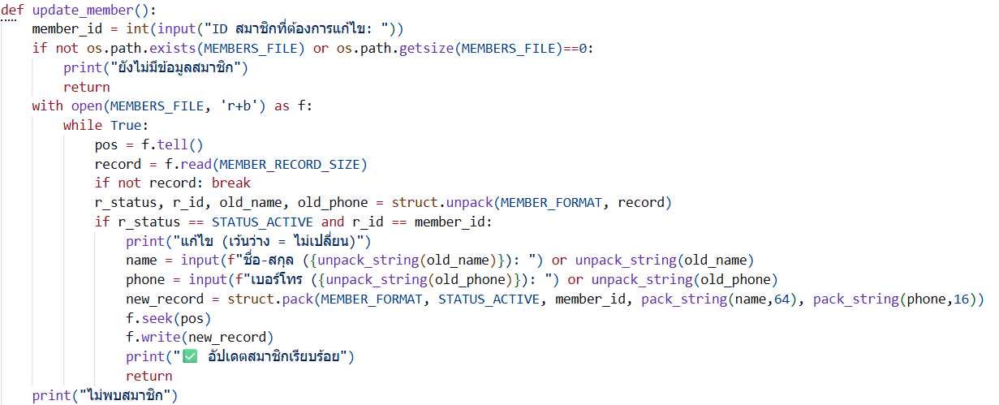 def update_member():
    member_id = int(input("ID สมาชิกที่ต้องการแก้ไข: "))
    if not os.path.exists(MEMBERS_FILE) or os.path.getsize(MEMBERS_FILE)==0:
        print("ยังไม่มีข้อมูลสมาชิก")
        return
    with open(MEMBERS_FILE, 'r+b') as f:
        while True:
            pos = f.tell()
            record = f.read(MEMBER_RECORD_SIZE)
            if not record: break
            r_status, r_id, old_name, old_phone = struct.unpack(MEMBER_FORMAT, record)
            if r_status == STATUS_ACTIVE and r_id == member_id:
                print("แก้ไข (เว้นว่าง = ไม่เปลี่ยน)")
                name = input(f"ชื่อ-สกุล ({unpack_string(old_name)}): ") or unpack_string(old_name)
                phone = input(f"เบอร์โทร ({unpack_string(old_phone)}): ") or unpack_string(old_phone)
                new_record = struct.pack(MEMBER_FORMAT, STATUS_ACTIVE, member_id, pack_string(name,64), pack_string(phone,16))
                f.seek(pos)
                f.write(new_record)
                print("✅ อัปเดตสมาชิกเรียบร้อย")
                return
    print("ไม่พบสมาชิก")